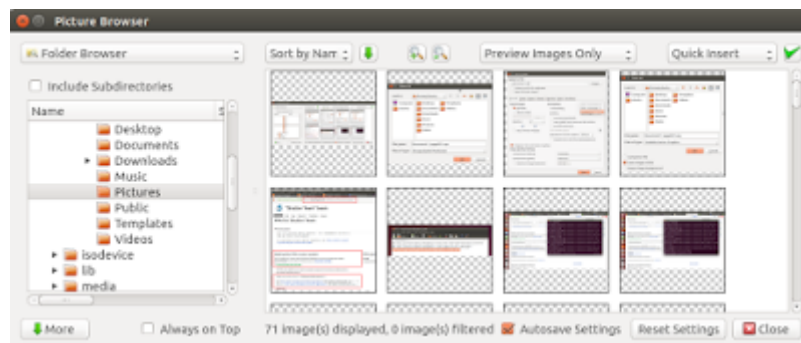 Picture Browser
Folder Browser
Sort by Nam
Preview Images Only
Quick Insert
Include Subdirectories
Name
S
Desktop
Documents
Downloads
Music
Pictures
Public
Templates
Videos
isodevice
lib
media
More
Always on Top
71 image(s) displayed, 0 image(s) filtered
Autosave Settings
Reset Settings
Close